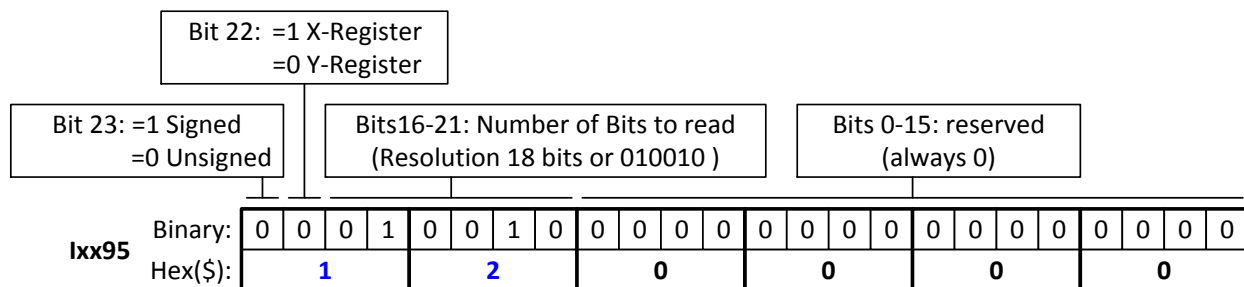 Bit 22: =1 X-Register
=0 Y-Register
Bit 23: =1 Signed
=0 Unsigned
Bits16-21: Number of Bits to read
(Resolution 18 bits or 010010 )
Bits 0-15: reserved
(always 0)
Ixx95
Binary: 0 0 0 1 0 0 1 0 0 0 0 0 0 0 0 0 0 0 0 0 0 0 0 0
Hex($): 1 2 0 0 0 0